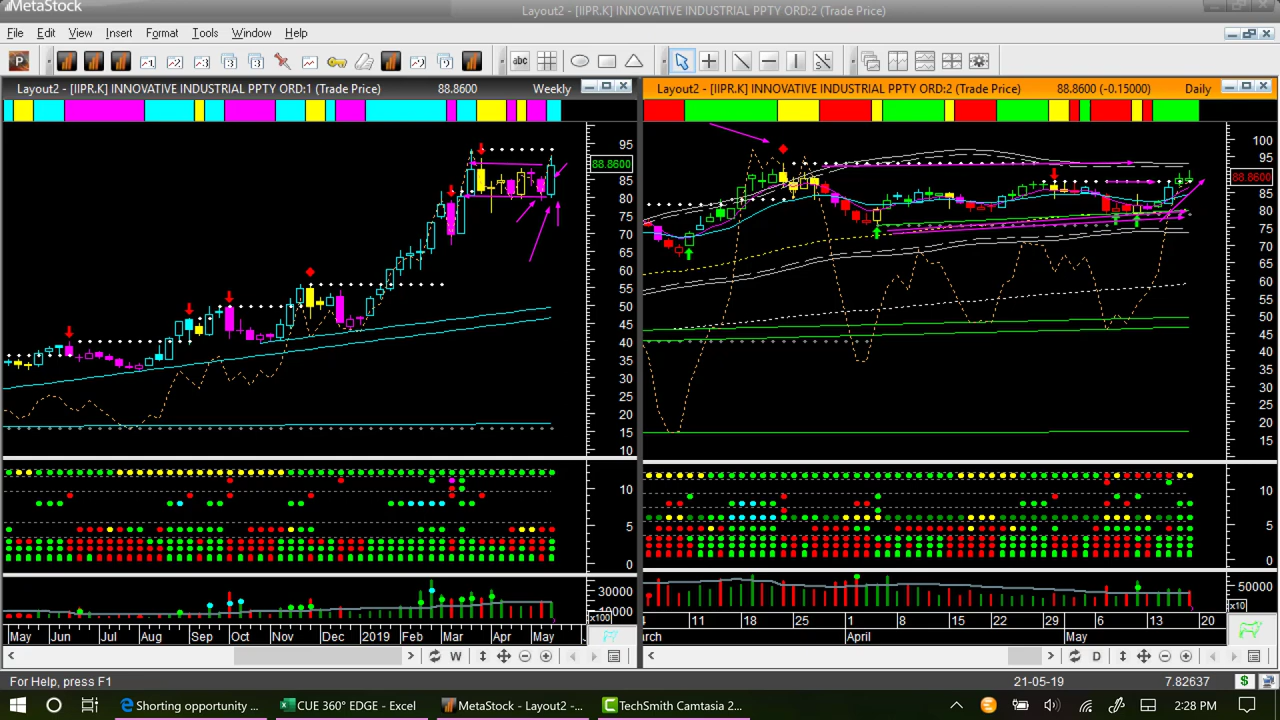 MetaStock
Layout2 - [IIPR.K] INNOVATIVE INDUSTRIAL PPTY ORD:2 (Trade Price)
File Edit View Insert Format Tools Window Help
P abc
Layout2 - [IIPR.K] INNOVATIVE INDUSTRIAL PPTY ORD:1 (Trade Price) 88.8600 Weekly
95
88.8600
85
80
75
70
65
60
55
50
45
40
35
30
25
20
15
10
10
5
0
30000
10000
x100
May Jun Jul Aug Sep Oct Nov Dec 2019 Feb Mar Apr May
W
Layout2 - [IIPR.K] INNOVATIVE INDUSTRIAL PPTY ORD:2 (Trade Price) 88.8600 (-0.15000) Daily
100
95
88.8600
85
80
75
70
65
60
55
50
45
40
35
30
25
20
15
10
5
0
50000
x10
4 11 18 25 1 8 15 22 29 6 13 20
rch April May
D
For Help, press F1
21-05-19 7.82637 $
Shorting opportunity ... CUE 360° EDGE - Excel MetaStock - Layout2 -... TechSmith Camtasia 2... 2:28 PM